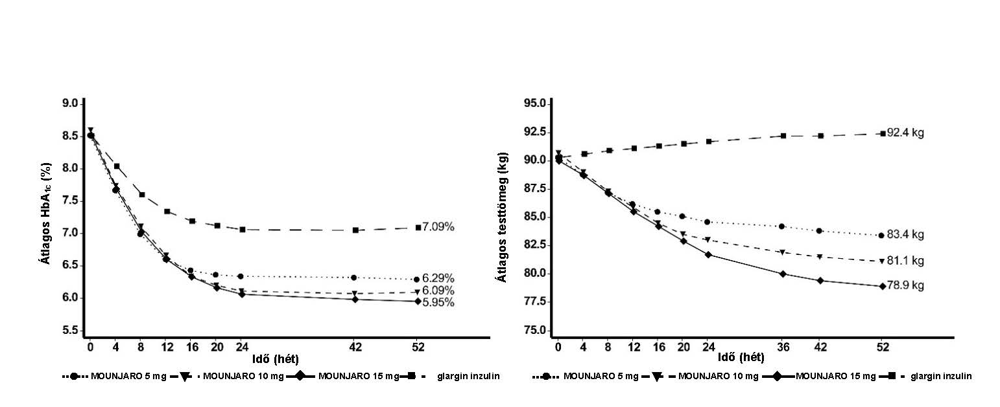 Átlagos HbA1c (%)
9.0
8.5
8.0
7.5
7.0
6.5
6.0
5.5
7.09%
6.29%
6.09%
5.95%
0 4 8 12 16 20 24 42 52
Idő (hét)
MOUNJARO 5 mg MOUNJARO 10 mg MOUNJARO 15 mg glargin inzulin
Átlagos testtömeg (kg)
95.0
92.5
90.0
87.5
85.0
82.5
80.0
77.5
75.0
92.4 kg
83.4 kg
81.1 kg
78.9 kg
0 4 8 12 16 20 24 36 42 52
Idő (hét)
MOUNJARO 5 mg MOUNJARO 10 mg MOUNJARO 15 mg glargin inzulin